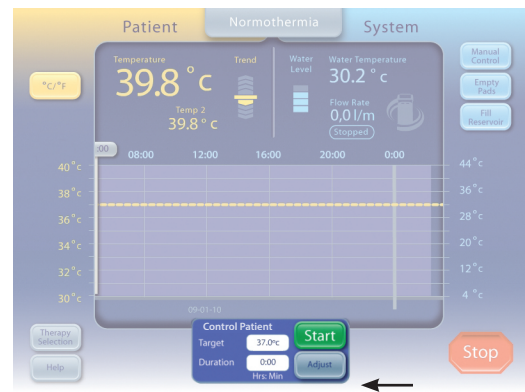 Patient
Normothermia
System
Temperature
39.8°c
Trend
Temp 2
39.8°c
Water
Level
Water Temperature
30.2°c
Flow Rate
0,0 l/m
Stopped
°C/°F
Manual
Control
Empty
Pads
Fill
Reservoir
:00
08:00
12:00
16:00
20:00
0:00
40°c
38°c
36°c
34°c
32°c
30°c
44°c
36°c
28°c
20°c
12°c
4°c
09-01-10
Therapy
Selection
Help
Control Patient
Target
37.0°c
Start
Duration
0:00
Adjust
Hrs: Min
Stop